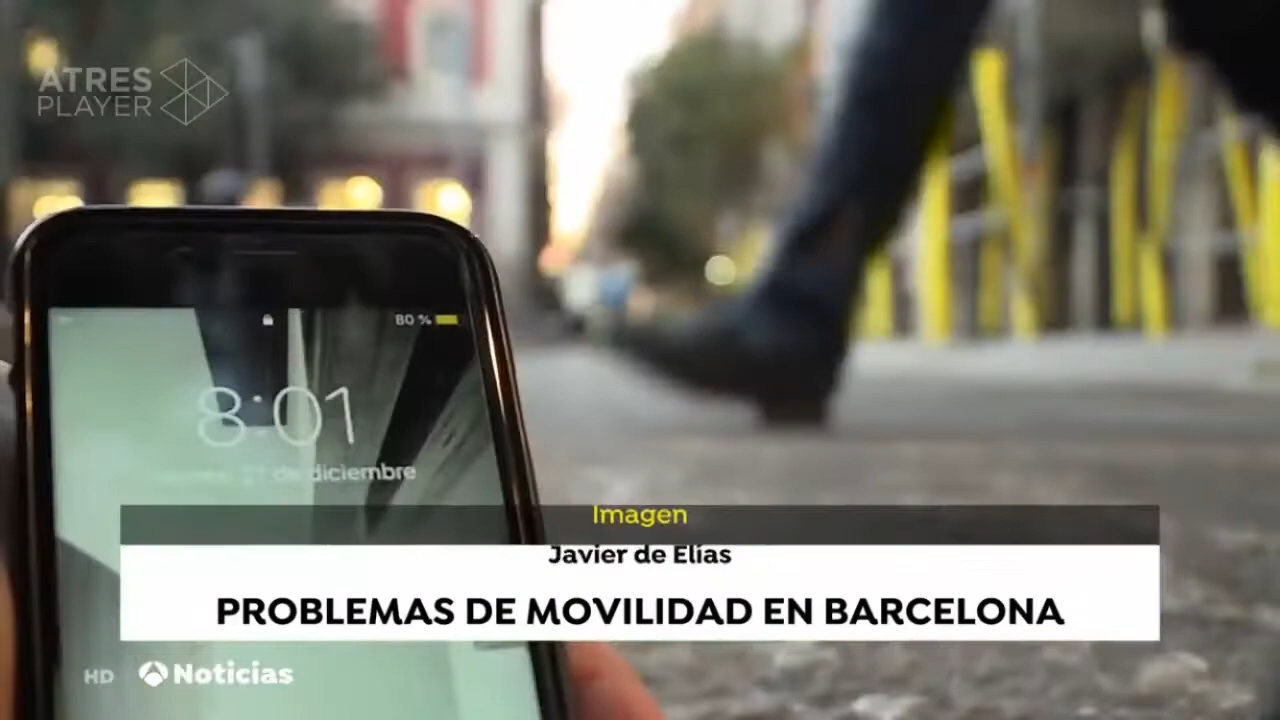 ATRES
PLAYER
80 %
8:01
de diciembre
Imagen
Javier de Elías
PROBLEMAS DE MOVILIDAD EN BARCELONA
HD Noticias